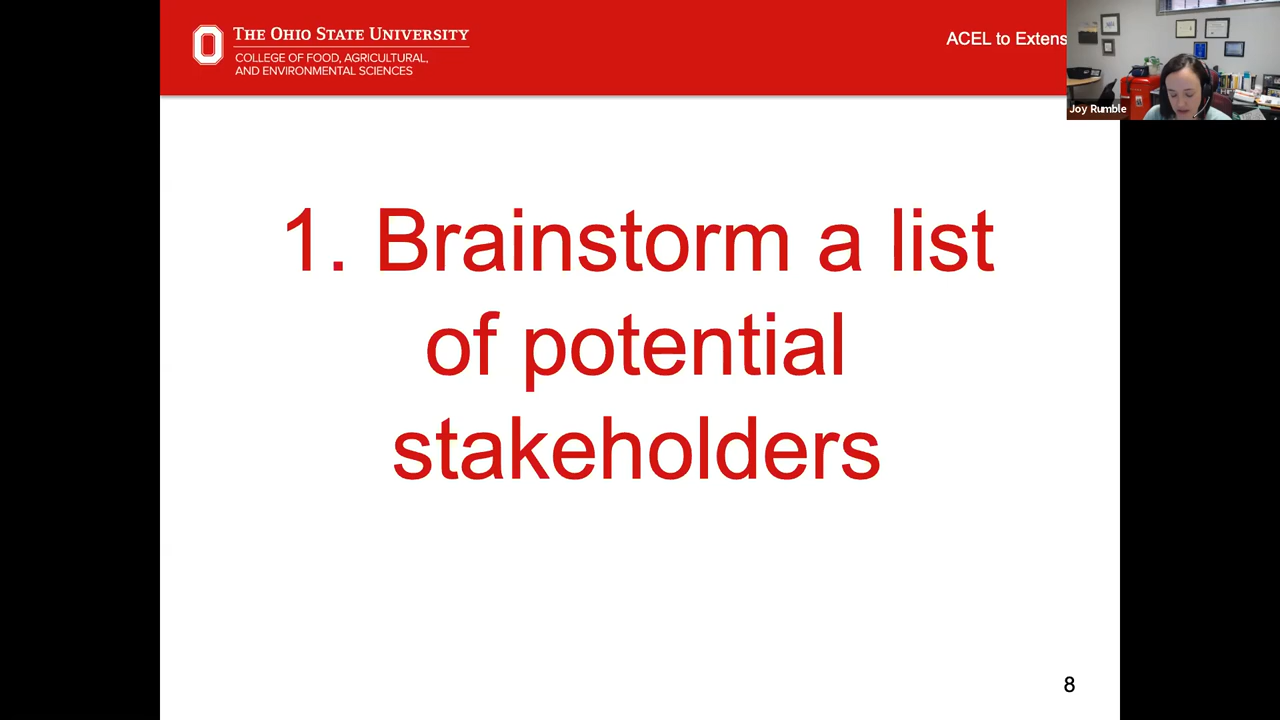 THE OHIO STATE UNIVERSITY
COLLEGE OF FOOD, AGRICULTURAL,
AND ENVIRONMENTAL SCIENCES
ACEL to Extens
Joy Rumble
1. Brainstorm a list
of potential
stakeholders
8